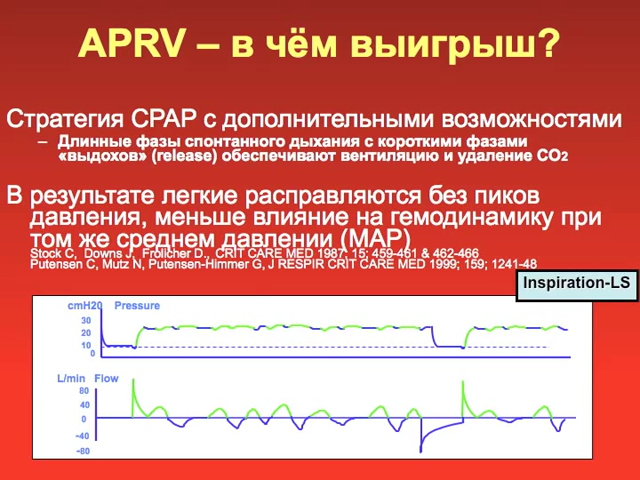 APRV – в чём выигрыш?
Стратегия CPAP с дополнительными возможностями
– Длинные фазы спонтанного дыхания с короткими фазами
«выдохов» (release) обеспечивают вентиляцию и удаление CO2
В результате легкие расправляются без пиков
давления, меньше влияние на гемодинамику при
том же среднем давлении (MAP)
Stock C, Downs J, Frolicher D., CRIT CARE MED 1987; 15; 459-461 & 462-466
Putensen C, Mutz N, Putensen-Himmer G, J RESPIR CRIT CARE MED 1999; 159; 1241-48
Inspiration-LS
cmH20 Pressure
30
20
10
0
L/min Flow
80
40
0
-40
-80